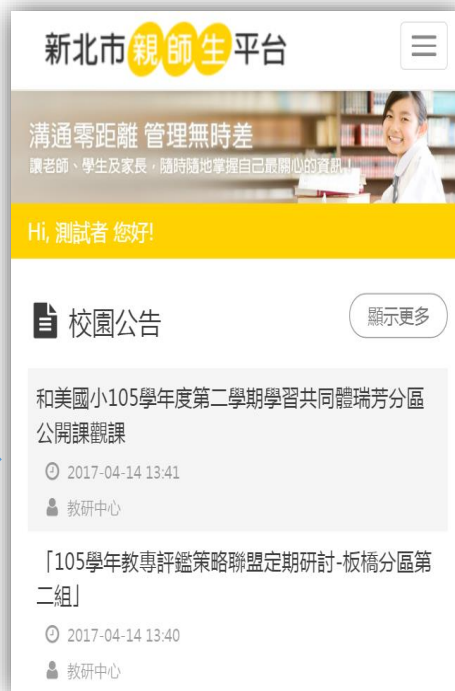 新北市親師生平台
溝通零距離 管理無時差
讓老師、學生及家長，隨時隨地掌握自己最關心的資訊！
Hi, 測試者 您好!
校園公告
顯示更多
和美國小105學年度第二學期學習共同體瑞芳分區
公開課觀課
2017-04-14 13:41
教研中心
「105學年教專評鑑策略聯盟定期研討-板橋分區第
二組」
2017-04-14 13:40
教研中心